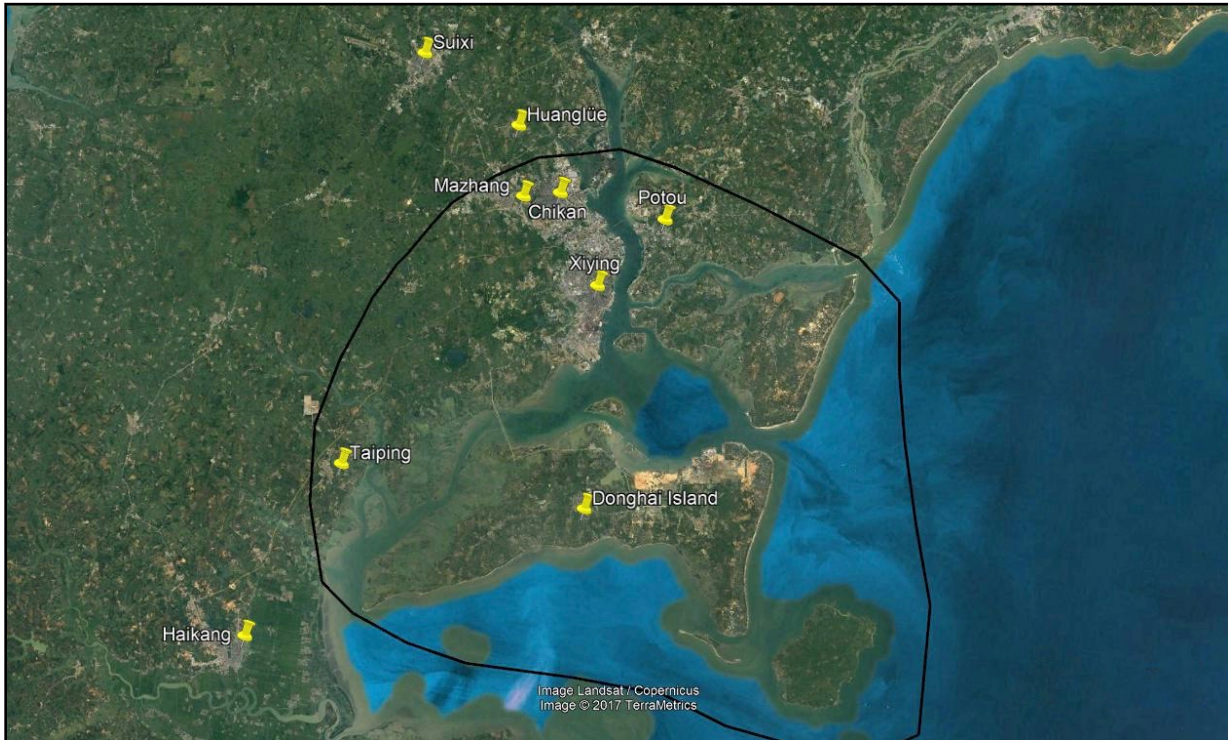 Suixi
Huanglüe
Mazhang
Chikan
Potou
Xiying
Taiping
Donghai Island
Haikang
Image Landsat / Copernicus
Image © 2017 TerraMetrics